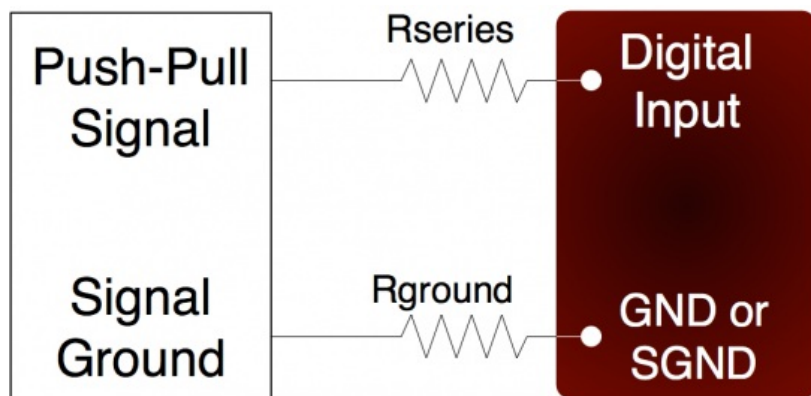 Push-Pull
Signal
Rseries
Digital
Input
Signal
Ground
Rground
GND or
SGND